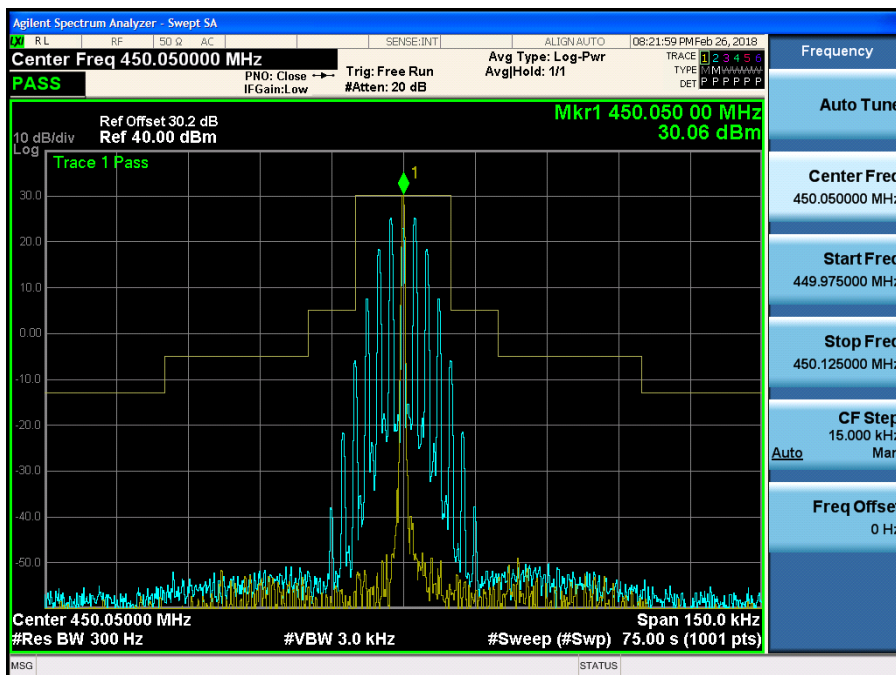 Agilent Spectrum Analyzer - Swept SA
LXI RL RF 50 Ω AC SENSE:INT ALIGN AUTO 08:21:59 PM Feb 26, 2018
Center Freq 450.050000 MHz
PASS
PNO: Close
IFGain:Low
Trig: Free Run
#Atten: 20 dB
Avg Type: Log-Pwr
Avg|Hold: 1/1
TRACE 1 2 3 4 5 6
TYPE M M W W W W
DET P P P P P P
Mkr1 450.050 00 MHz
30.06 dBm
Ref Offset 30.2 dB
10 dB/div Ref 40.00 dBm
Log
Trace 1 Pass
1
30.0
20.0
10.0
0.00
-10.0
-20.0
-30.0
-40.0
-50.0
Center 450.05000 MHz Span 150.0 kHz
#Res BW 300 Hz #VBW 3.0 kHz #Sweep (#Swp) 75.00 s (1001 pts)
MSG STATUS
Frequency
Auto Tune
Center Freq
450.050000 MHz
Start Freq
449.975000 MHz
Stop Freq
450.125000 MHz
CF Step
15.000 kHz
Auto Man
Freq Offset
0 Hz